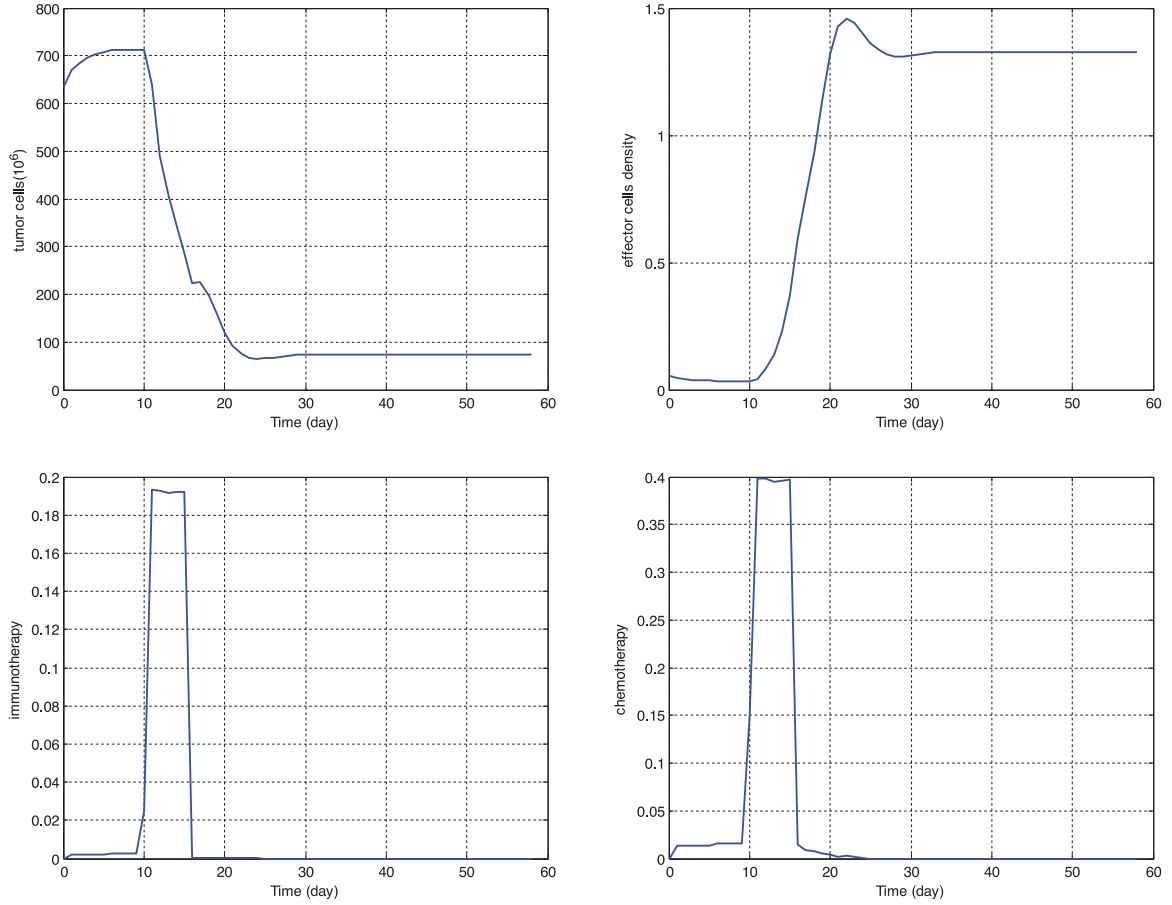 800
700
600
500
400
300
200
100
0
tumor cells(10^6)
0 10 20 30 40 50 60
Time (day)
1.5
1
0.5
0
effector cells density
0 10 20 30 40 50 60
Time (day)
0.2
0.18
0.16
0.14
0.12
0.1
0.08
0.06
0.04
0.02
0
immunotherapy
0 10 20 30 40 50 60
Time (day)
0.4
0.35
0.3
0.25
0.2
0.15
0.1
0.05
0
chemotherapy
0 10 20 30 40 50 60
Time (day)